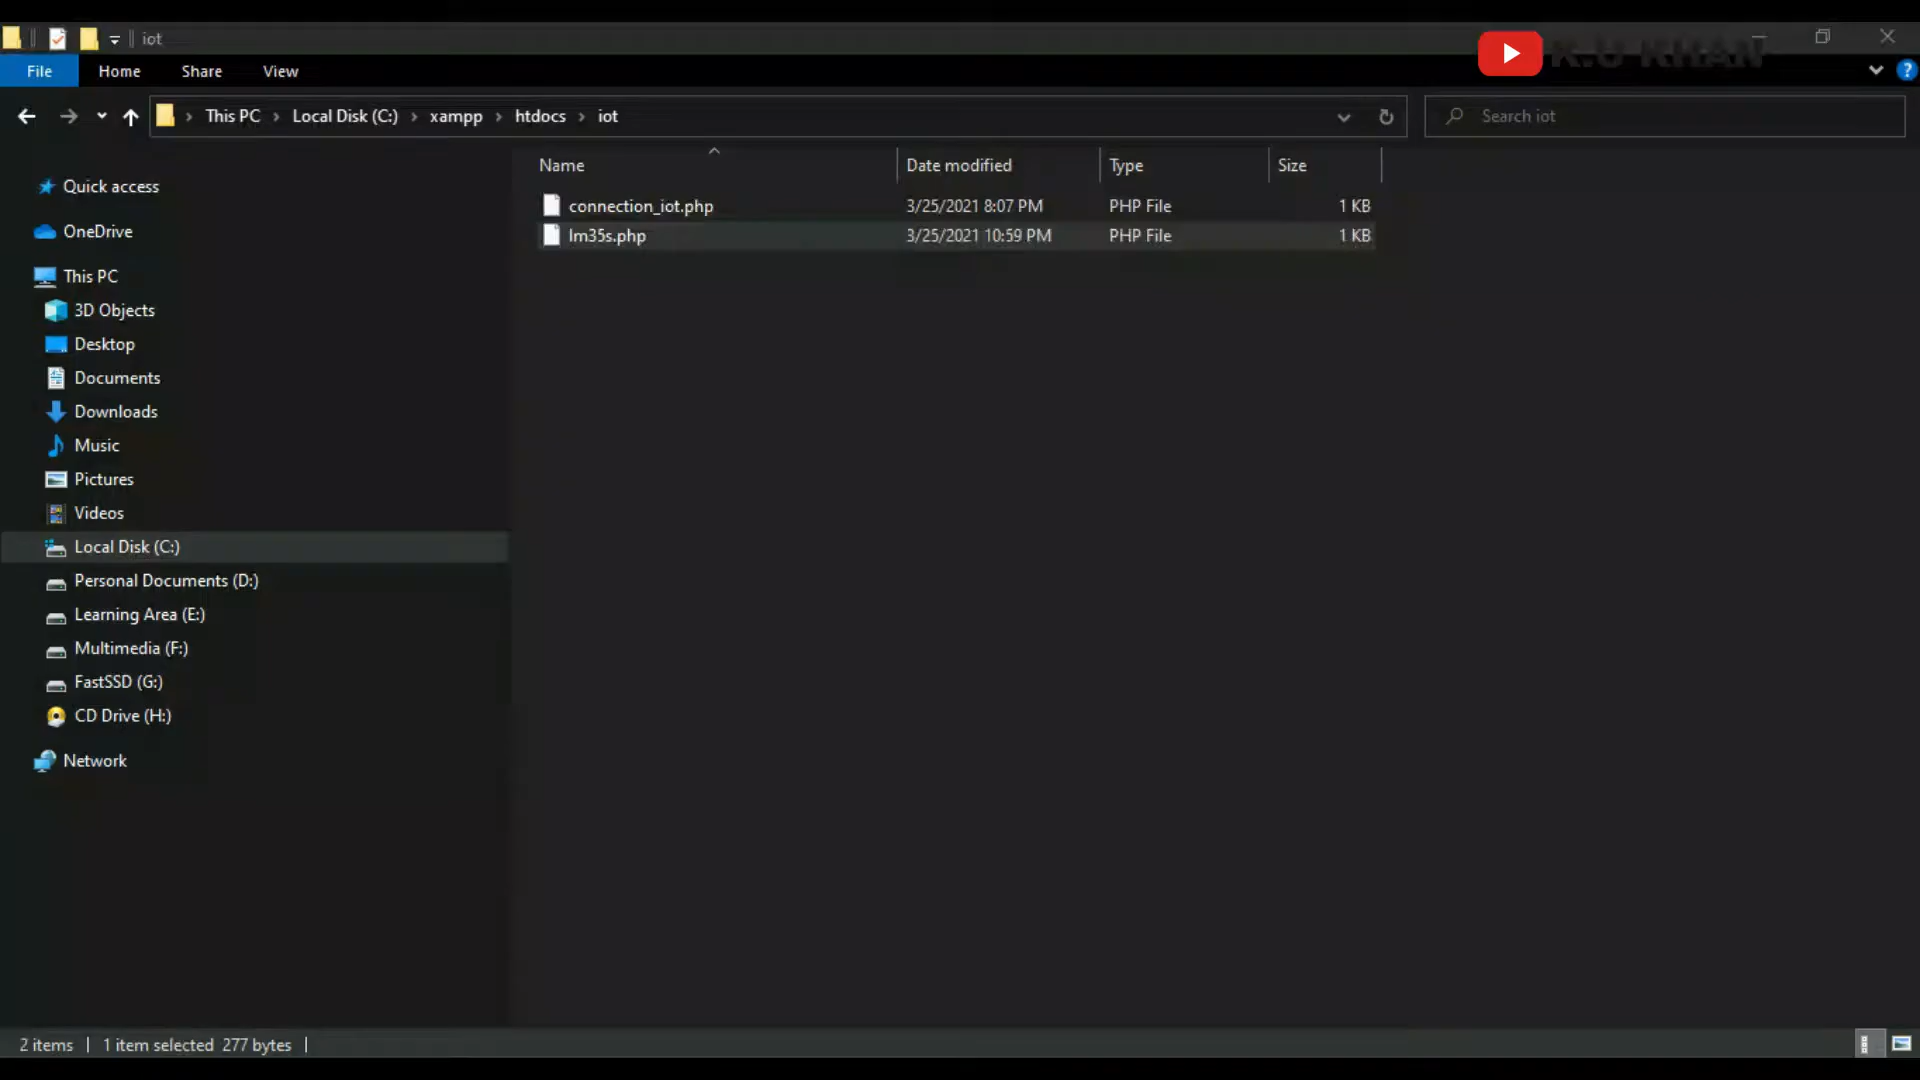 iot
K.U KHAN
File Home Share View
This PC Local Disk (C:) xampp htdocs iot
Search iot
Name Date modified Type Size
connection_iot.php 3/25/2021 8:07 PM PHP File 1 KB
lm35s.php 3/25/2021 10:59 PM PHP File 1 KB
Quick access
OneDrive
This PC
3D Objects
Desktop
Documents
Downloads
Music
Pictures
Videos
Local Disk (C:)
Personal Documents (D:)
Learning Area (E:)
Multimedia (F:)
FastSSD (G:)
CD Drive (H:)
Network
2 items 1 item selected 277 bytes